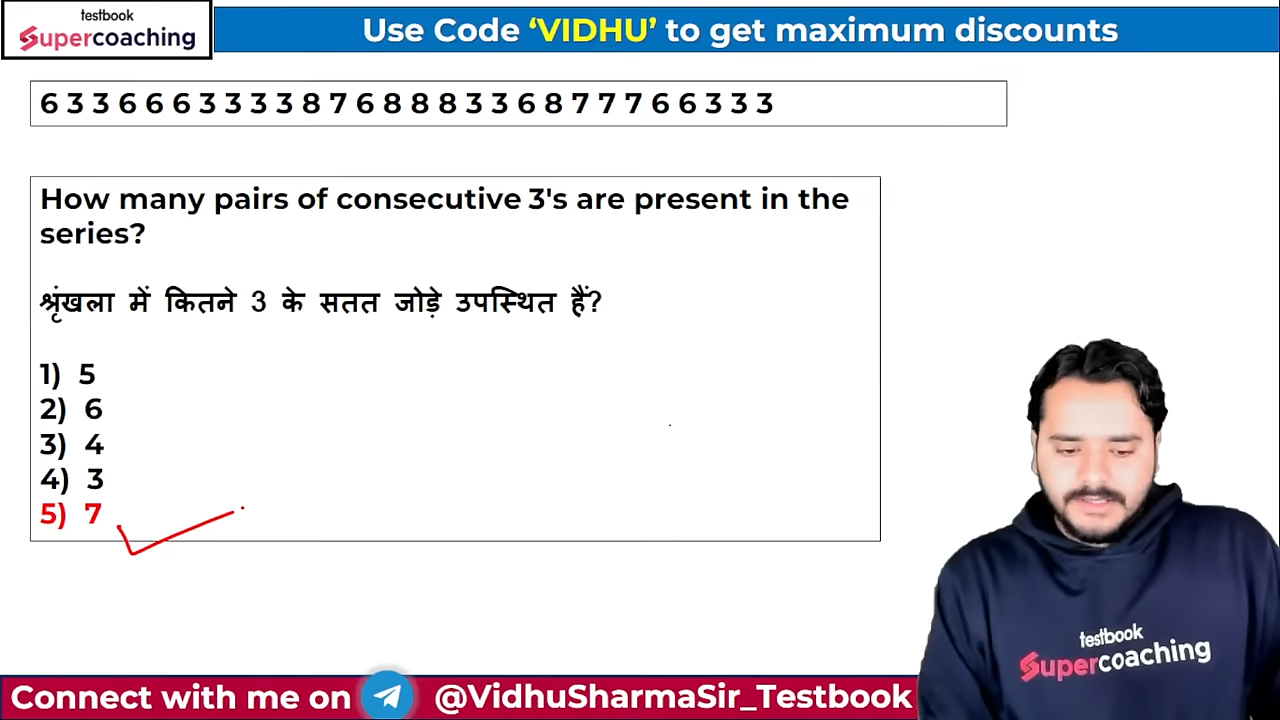 testbook
Supercoaching
Use Code ‘VIDHU’ to get maximum discounts
6 3 3 6 6 6 3 3 3 3 8 7 6 8 8 8 3 3 6 8 7 7 7 6 6 3 3 3
How many pairs of consecutive 3's are present in the
series?
श्रृंखला में कितने 3 के सतत जोड़े उपस्थित हैं?
1) 5
2) 6
3) 4
4) 3
5) 7
testbook
Supercoaching
Connect with me on @VidhuSharmaSir_Testbook